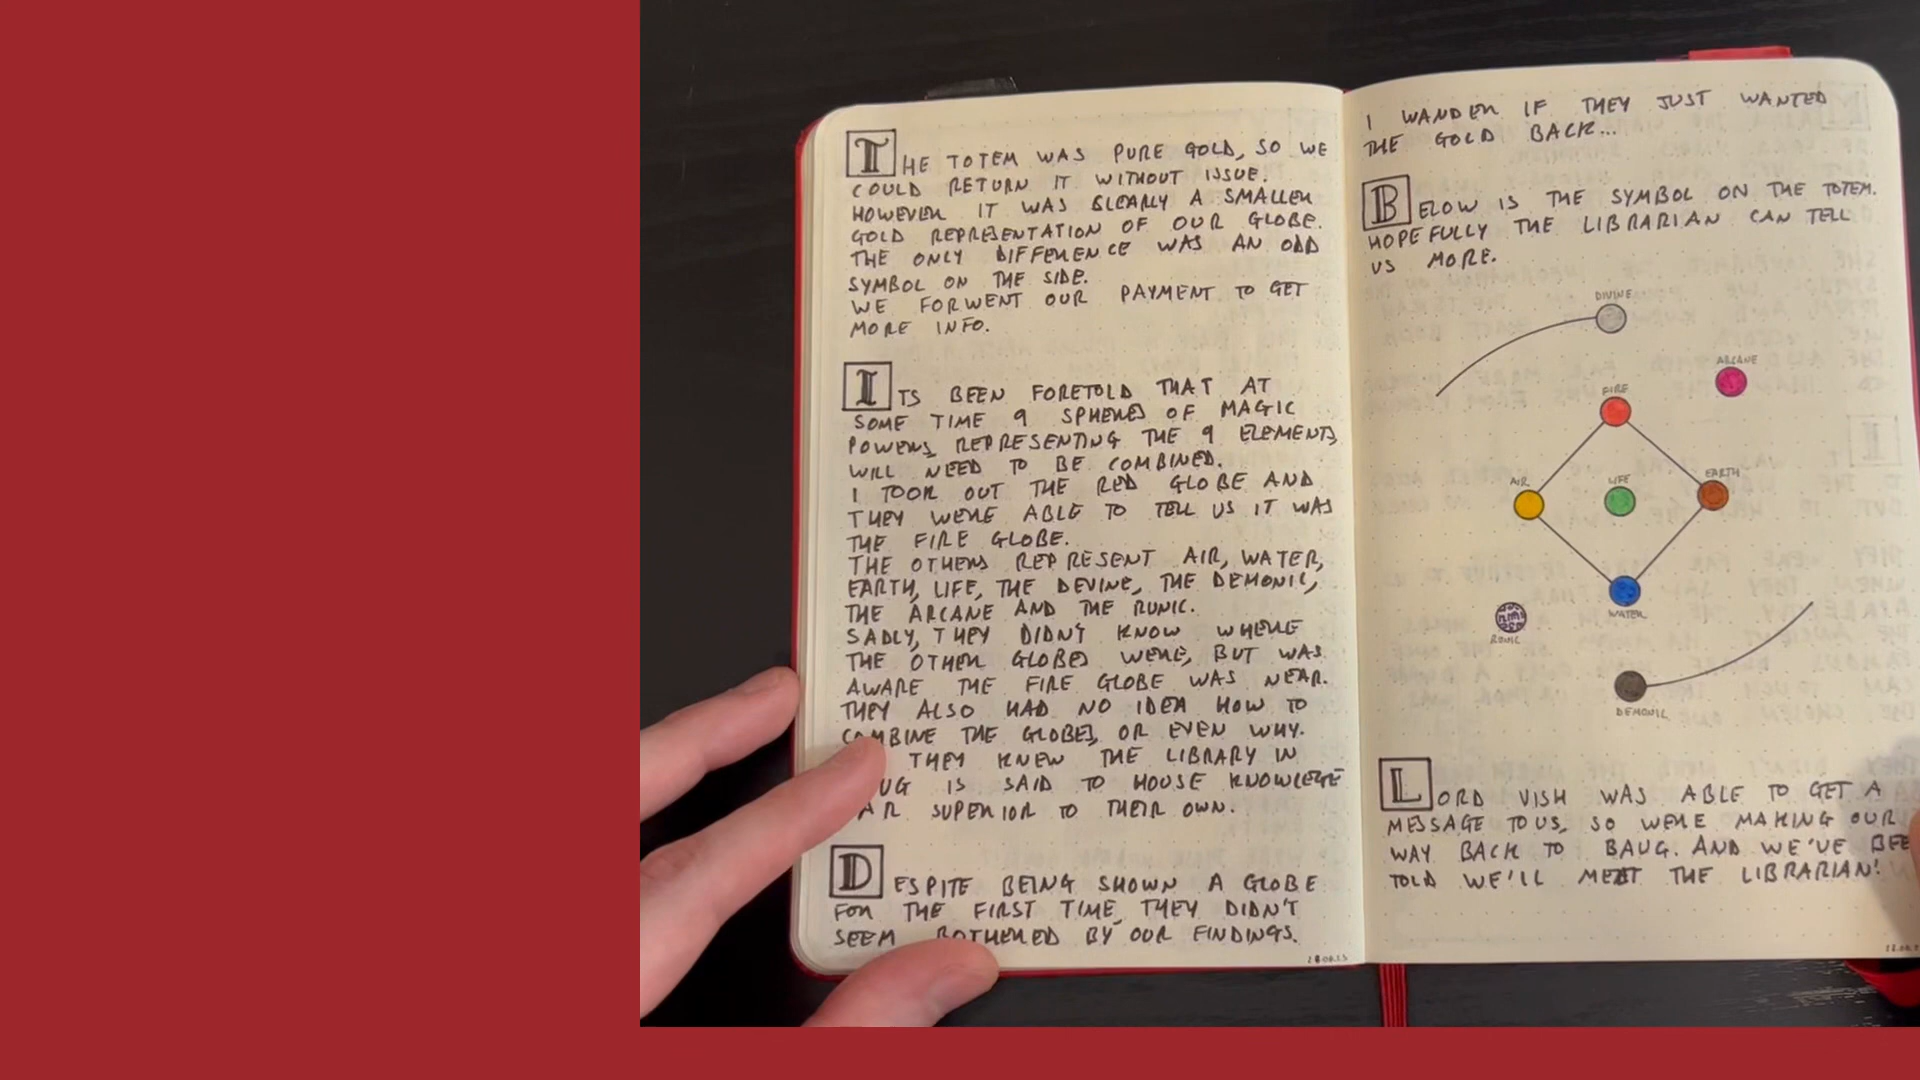 THE TOTEM WAS PURE GOLD, SO WE
COULD RETURN IT WITHOUT ISSUE.
HOWEVER IT WAS CLEARLY A SMALLER
GOLD REPRESENTATION OF OUR GLOBE.
THE ONLY DIFFERENCE WAS AN ODD
SYMBOL ON THE SIDE.
WE FORWENT OUR PAYMENT TO GET
MORE INFO.
ITS BEEN FORETOLD THAT AT
SOME TIME 9 SPHERES OF MAGIC
POWERS, REPRESENTING THE 9 ELEMENTS
WILL NEED TO BE COMBINED.
I TOOK OUT THE RED GLOBE AND
THEY WERE ABLE TO TELL US IT WAS
THE FIRE GLOBE.
THE OTHERS REPRESENT AIR, WATER,
EARTH, LIFE, THE DEVINE, THE DEMONIC,
THE ARCANE AND THE RUNIC.
SADLY, THEY DIDN'T KNOW WHERE
THE OTHER GLOBES WERE, BUT WAS
AWARE THE FIRE GLOBE WAS NEAR.
THEY ALSO HAD NO IDEA HOW TO
COMBINE THE GLOBES, OR EVEN WHY.
THEY KNEW THE LIBRARY IN
UG IS SAID TO HOUSE KNOWLEGE
AR SUPERIOR TO THEIR OWN.
DESPITE BEING SHOWN A GLOBE
FOR THE FIRST TIME, THEY DIDN'T
SEEM BOTHERED BY OUR FINDINGS.
I WANDER IF THEY JUST WANTED
THE GOLD BACK...
BELOW IS THE SYMBOL ON THE TOTEM.
HOPEFULLY THE LIBRARIAN CAN TELL
US MORE.
DIVINE
ARCANE
FIRE
AIR
LIFE
EARTH
WATER
RUNIC
DEMONIC
LORD VISH WAS ABLE TO GET A
MESSAGE TO US, SO WERE MAKING OUR
WAY BACK TO BAUG. AND WE'VE BEE
TOLD WE'LL MEET THE LIBRARIAN!